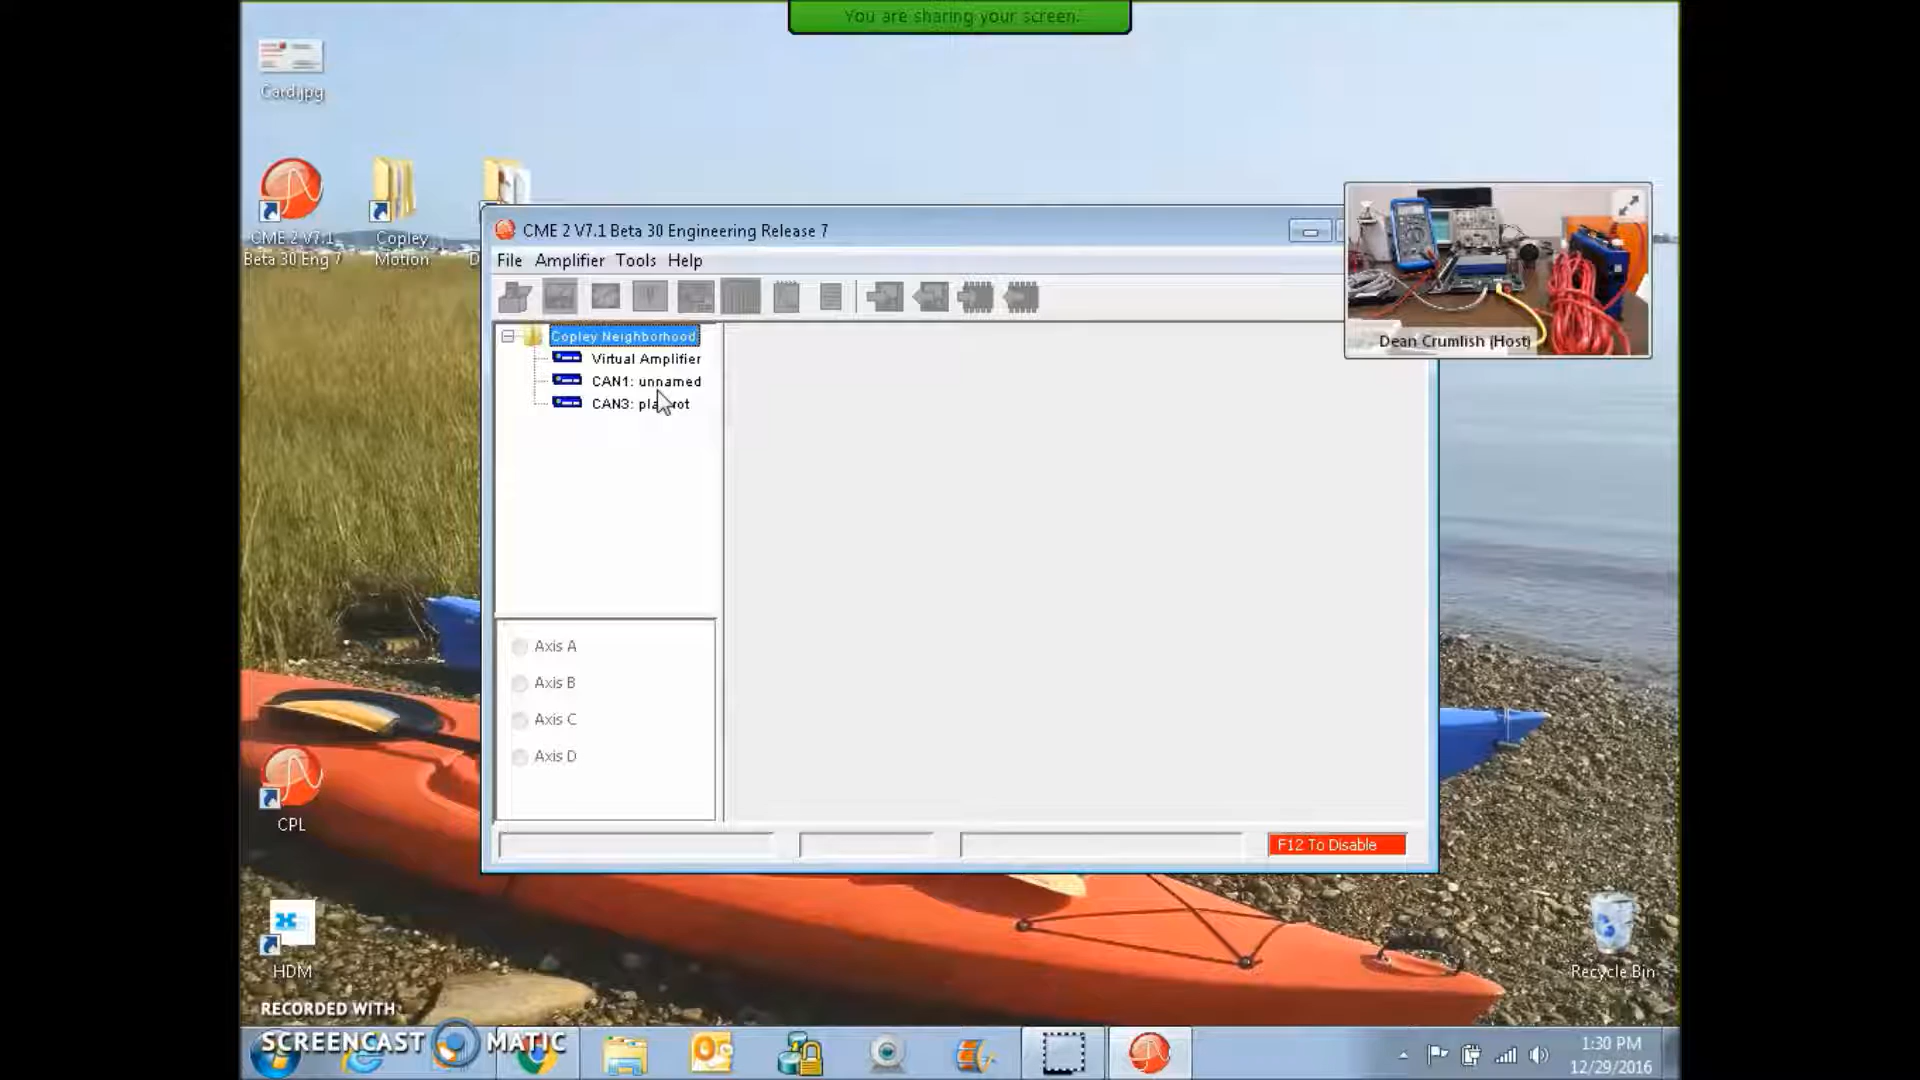 You are sharing your screen.
Card.jpg
CME 2 V7.1
Beta 30 Eng 7
Copley
Motion
CME 2 V7.1 Beta 30 Engineering Release 7
File Amplifier Tools Help
Copley Neighborhood
Virtual Amplifier
CAN1: unnamed
CAN3:
Dean Crumlish (Host)
Axis A
Axis B
Axis C
Axis D
F12 To Disable
CPL
HDM
Recycle Bin
RECORDED WITH
SCREENCAST MATIC
1:30 PM
12/29/2016